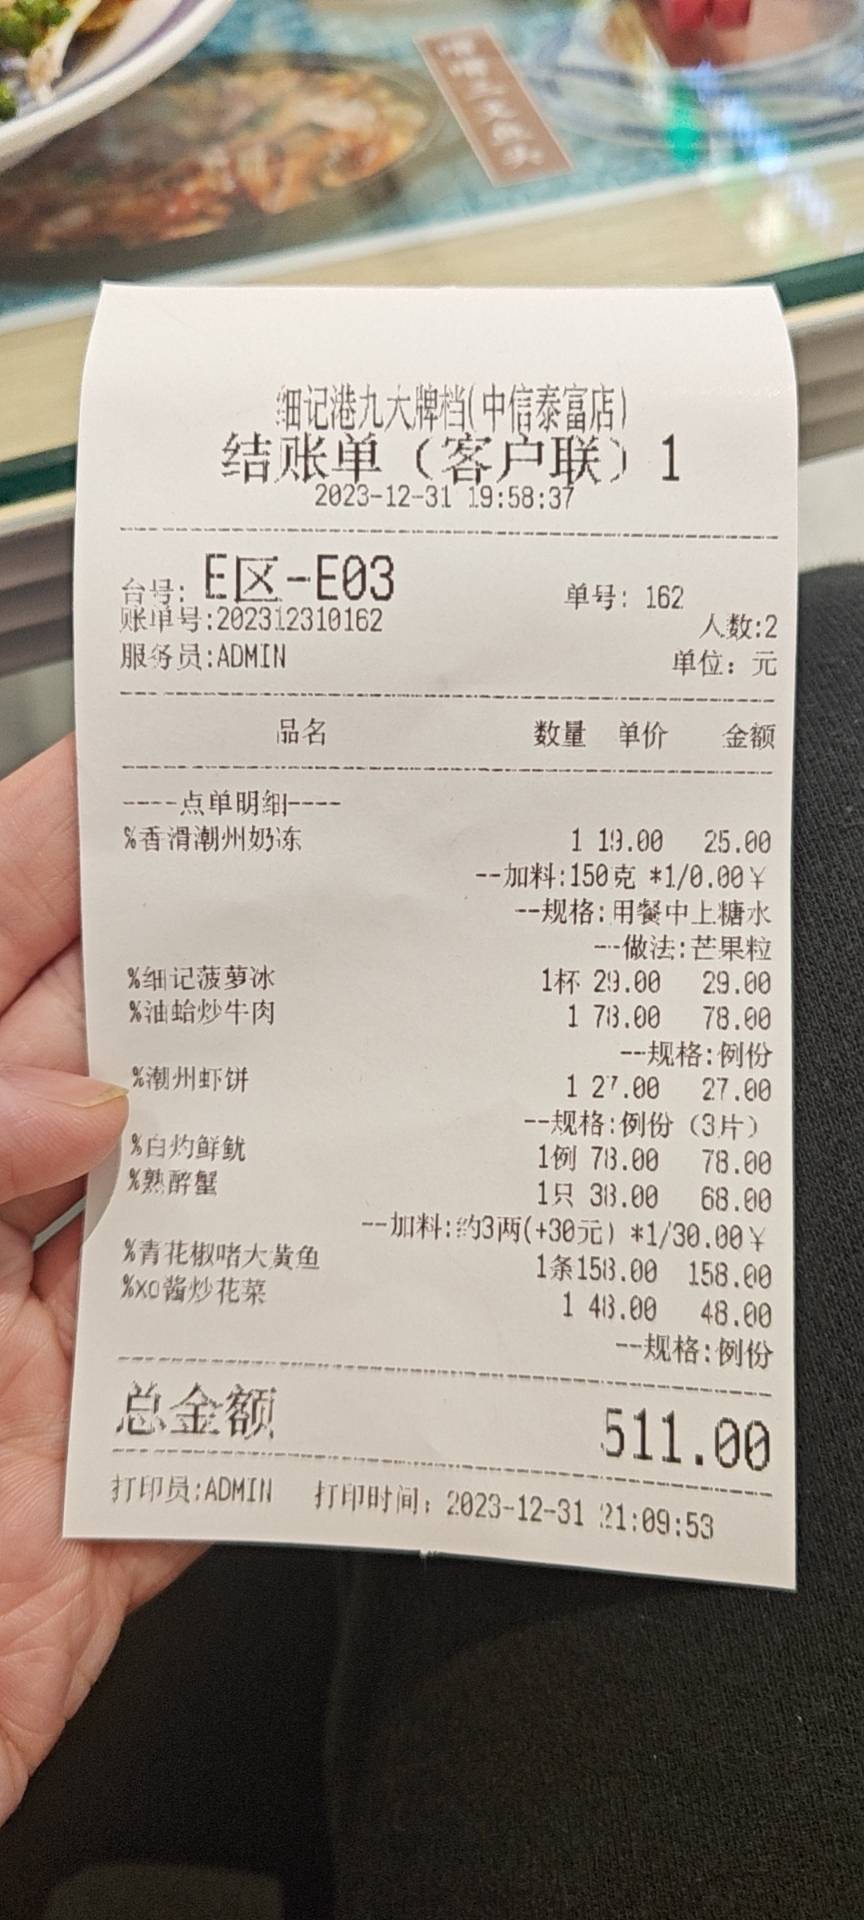 细记港九大牌档(中信泰富店)
结账单（客户联）1
2023-12-31 19:58:37
台号: E区-E03 单号: 162
账单号:202312310162 人数:2
服务员:ADMIN 单位: 元
品名 数量 单价 金额
----点单明细----
%香滑潮州奶冻 1 19.00 25.00
--加料:150克 *1/0.00￥
--规格:用餐中上糖水
--做法:芒果粒
%细记菠萝冰 1杯 29.00 29.00
%油蛤炒牛肉 1 78.00 78.00
--规格:例份
%潮州虾饼 1 27.00 27.00
--规格:例份（3片）
%白灼鲜鱿 1例 78.00 78.00
%熟醉蟹 1只 38.00 68.00
--加料:约3两(+30元) *1/30.00￥
%青花椒啫大黄鱼 1条158.00 158.00
%xo酱炒花菜 1 48.00 48.00
--规格:例份
总金额 511.00
打印员:ADMIN 打印时间: 2023-12-31 21:09:53